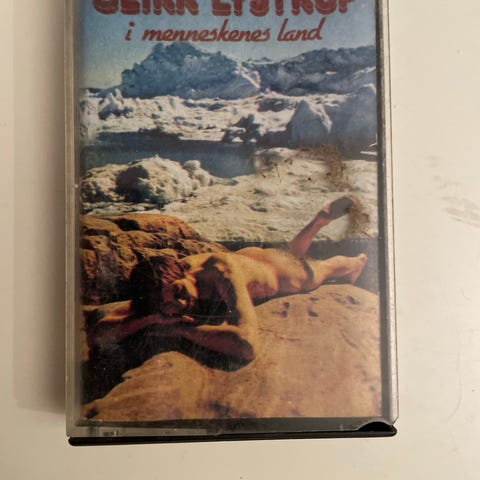 GEIRR LYSTRUP
i menneskenes land